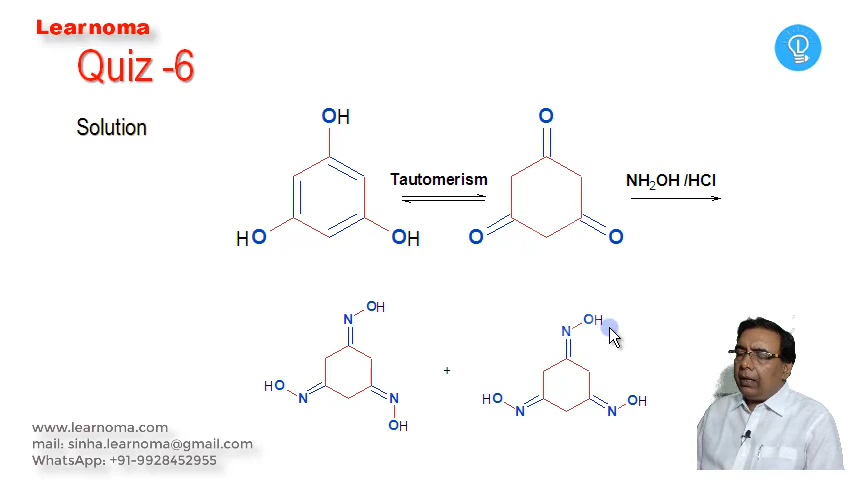 Learnoma
Quiz -6
Solution
OH
HO
OH
Tautomerism
O
O
O
NH2OH /HCl
N
OH
HO
N
N
OH
+
N
OH
HO
N
N
OH
L
www.learnoma.com
mail: sinha.learnoma@gmail.com
WhatsApp: +91-9928452955